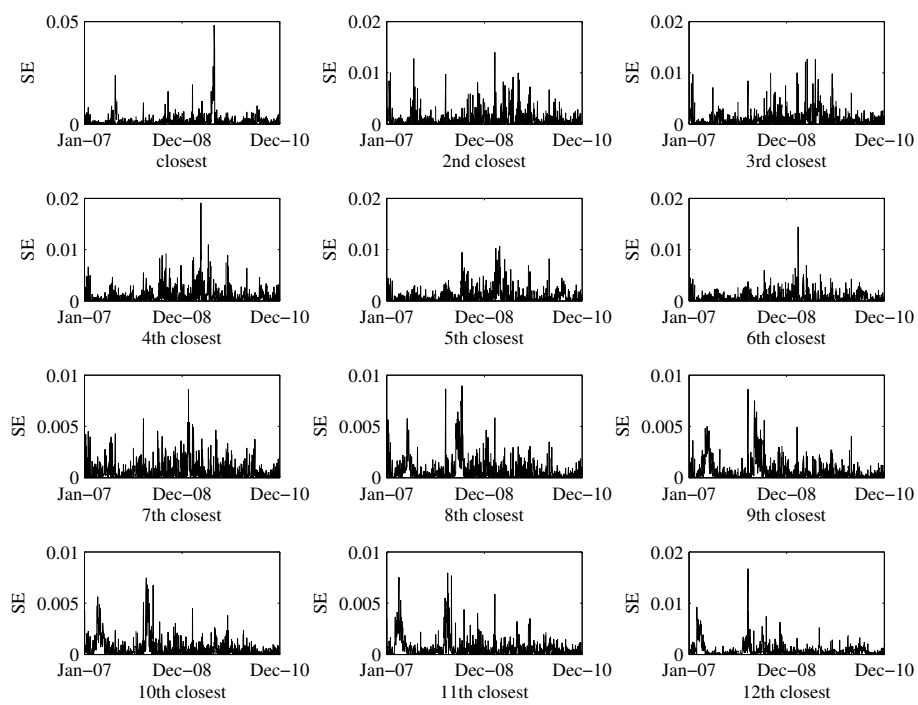 0.05 0.02 0.02
SE SE SE
0.01 0.01
0 0 0
Jan−07 Dec−08 Dec−10 Jan−07 Dec−08 Dec−10 Jan−07 Dec−08 Dec−10
closest 2nd closest 3rd closest
0.02 0.02 0.02
SE 0.01 SE 0.01 SE 0.01
0 0 0
Jan−07 Dec−08 Dec−10 Jan−07 Dec−08 Dec−10 Jan−07 Dec−08 Dec−10
4th closest 5th closest 6th closest
0.01 0.01 0.01
SE 0.005 SE 0.005 SE 0.005
0 0 0
Jan−07 Dec−08 Dec−10 Jan−07 Dec−08 Dec−10 Jan−07 Dec−08 Dec−10
7th closest 8th closest 9th closest
0.01 0.01 0.02
SE 0.005 SE 0.005 SE 0.01
0 0 0
Jan−07 Dec−08 Dec−10 Jan−07 Dec−08 Dec−10 Jan−07 Dec−08 Dec−10
10th closest 11th closest 12th closest